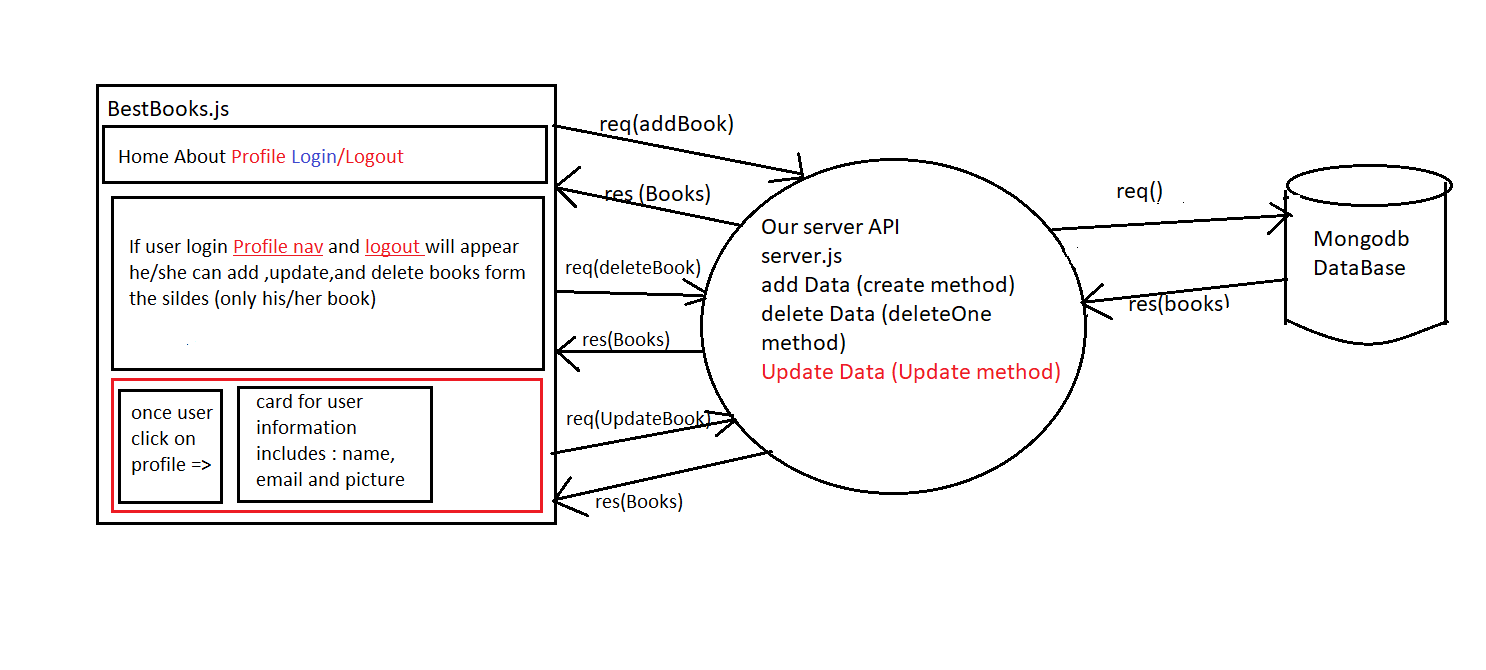 BestBooks.js
Home About Profile Login/Logout
If user login Profile nav and logout will appear
he/she can add ,update,and delete books form
the sildes (only his/her book)
once user
click on
profile =>
card for user
information
includes : name,
email and picture
req(addBook)
res (Books)
req(deleteBook)
res(Books)
req(UpdateBook)
res(Books)
Our server API
server.js
add Data (create method)
delete Data (deleteOne
method)
Update Data (Update method)
req()
res(books)
Mongodb
DataBase